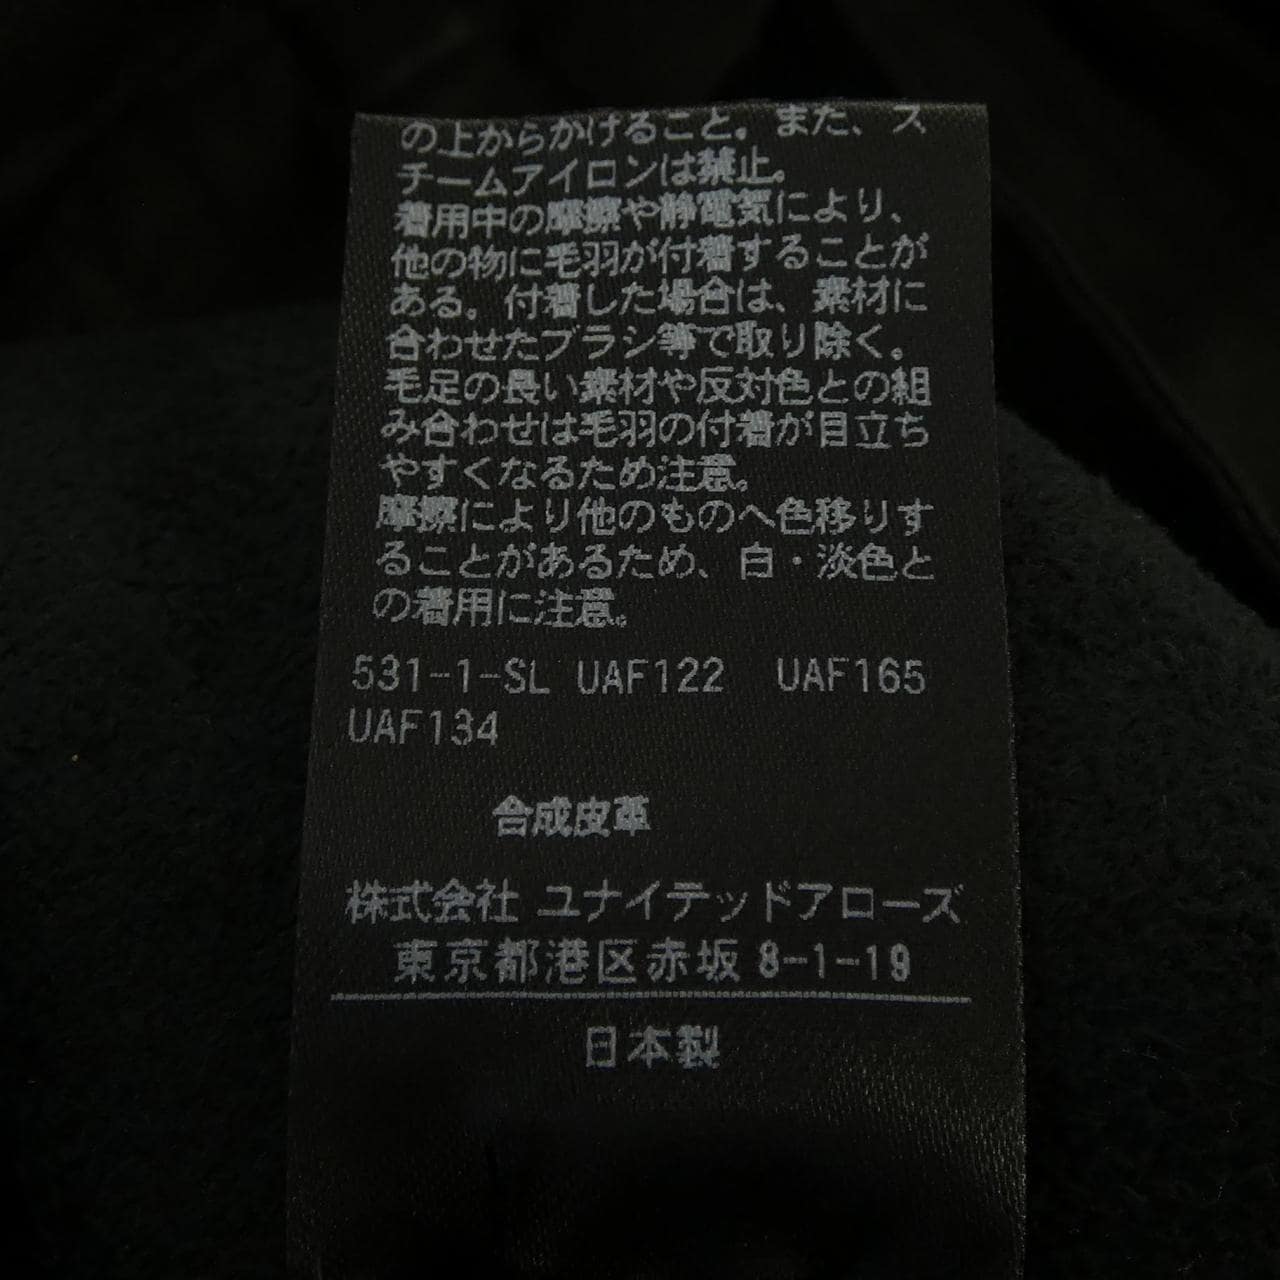 の上からかけること。また、ス
チームアイロンは禁止。
着用中の摩擦や静電気により、
他の物に毛羽が付着することが
ある。付着した場合は、素材に
合わせたブラシ等で取り除く。
毛足の長い素材や反対色との組
み合わせは毛羽の付着が目立ち
やすくなるため注意。
摩擦により他のものへ色移りす
ることがあるため、白・淡色と
の着用に注意。
531-1-SL UAF122 UAF165
UAF134
合成皮革
株式会社 ユナイテッドアローズ
東京都港区赤坂 8-1-19
日本製